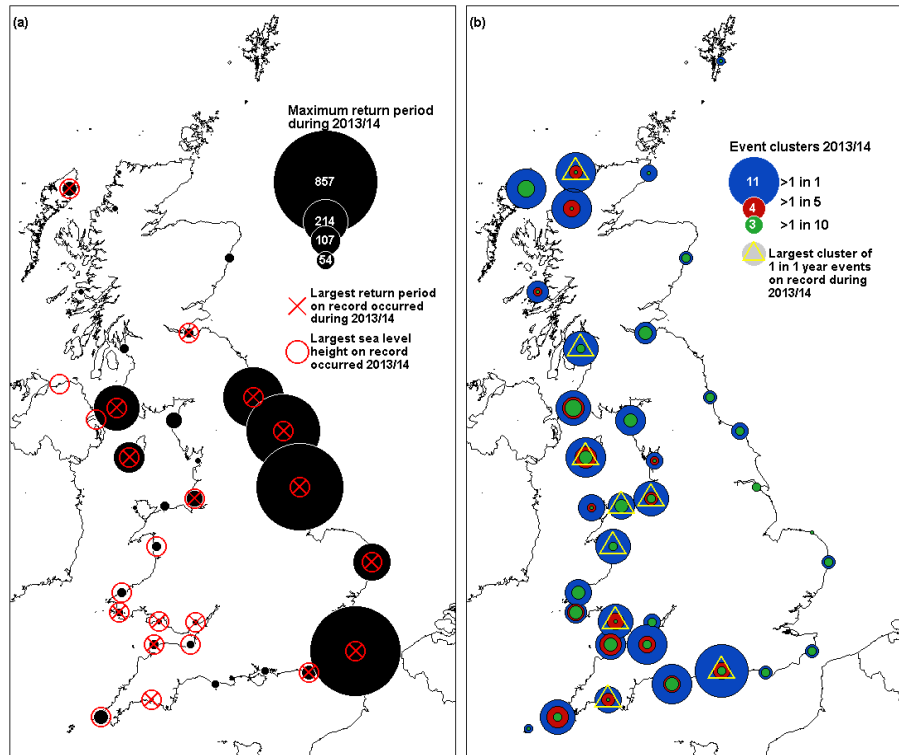 (a)
Maximum return period
during 2013/14
857
214
107
54
Largest return period
on record occurred
during 2013/14
Largest sea level
height on record
occurred 2013/14
(b)
Event clusters 2013/14
11
>1 in 1
4
>1 in 5
3
>1 in 10
Largest cluster of
1 in 1 year events
on record during
2013/14